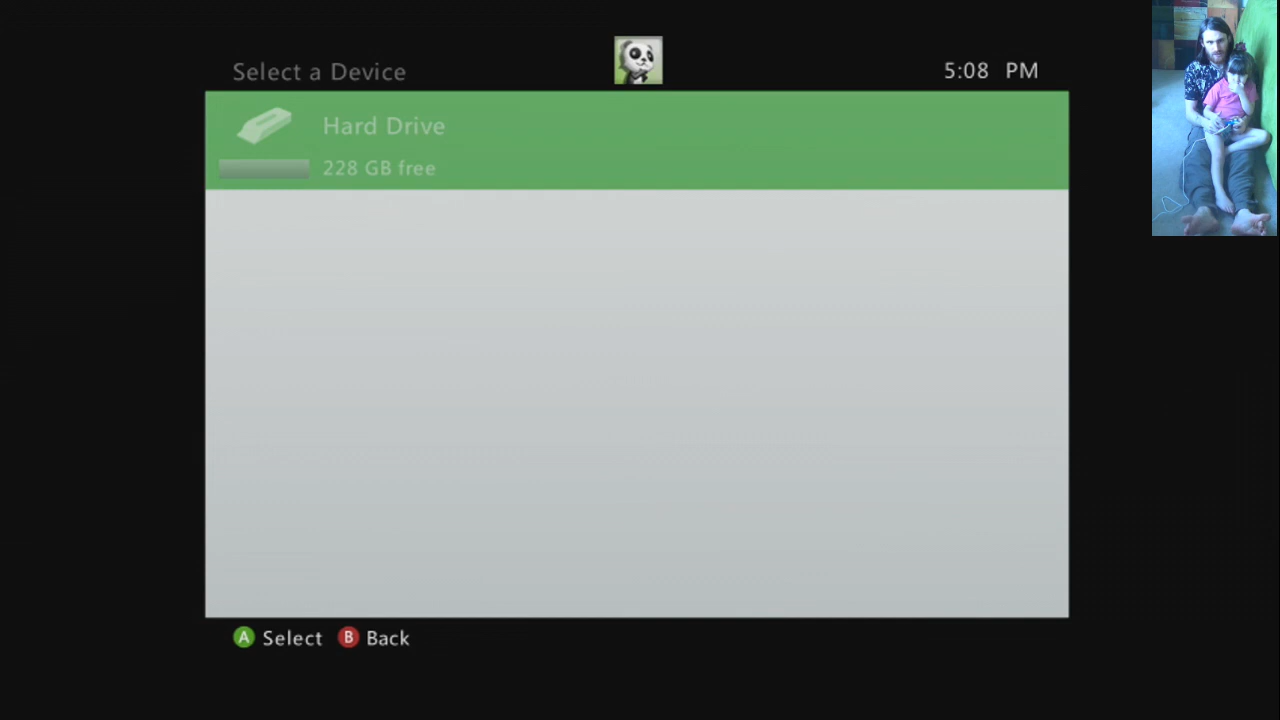 Select a Device
5:08 PM
Hard Drive
228 GB free
A Select B Back